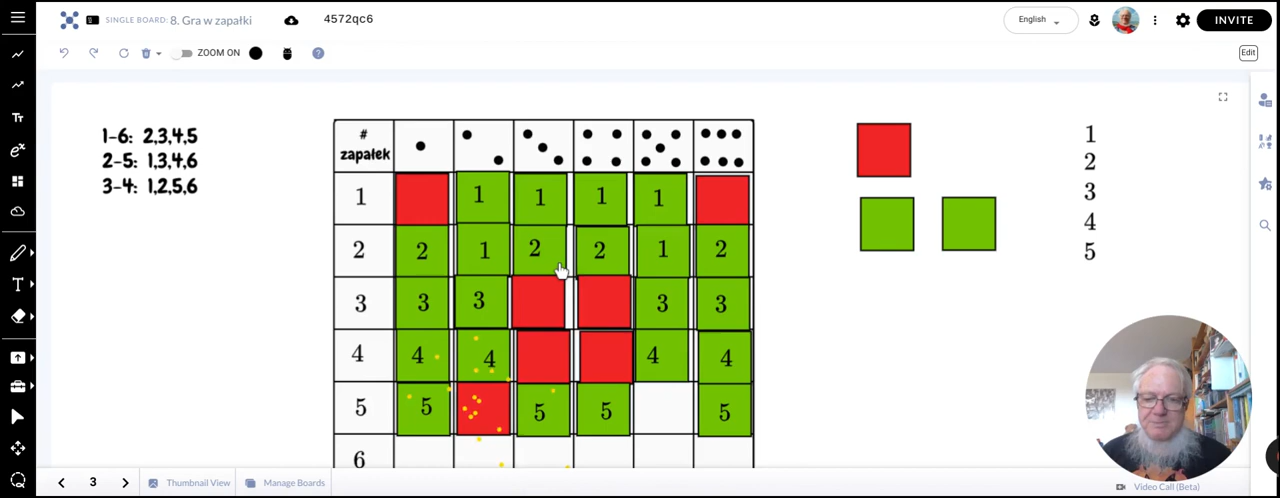 SINGLE BOARD: 8. Gra w zapałki
4572qc6
English
INVITE
ZOOM ON
Edit
1-6: 2,3,4,5
2-5: 1,3,4,6
3-4: 1,2,5,6
# zapałek
1 1 1 1 1
2 2 1 2 2 1 2
3 3 3 3 3
4 4 4 4 4
5 5 5 5 5
6
1
2
3
4
5
Tt
eˣ
T
3
Thumbnail View
Manage Boards
Video Call (Beta)